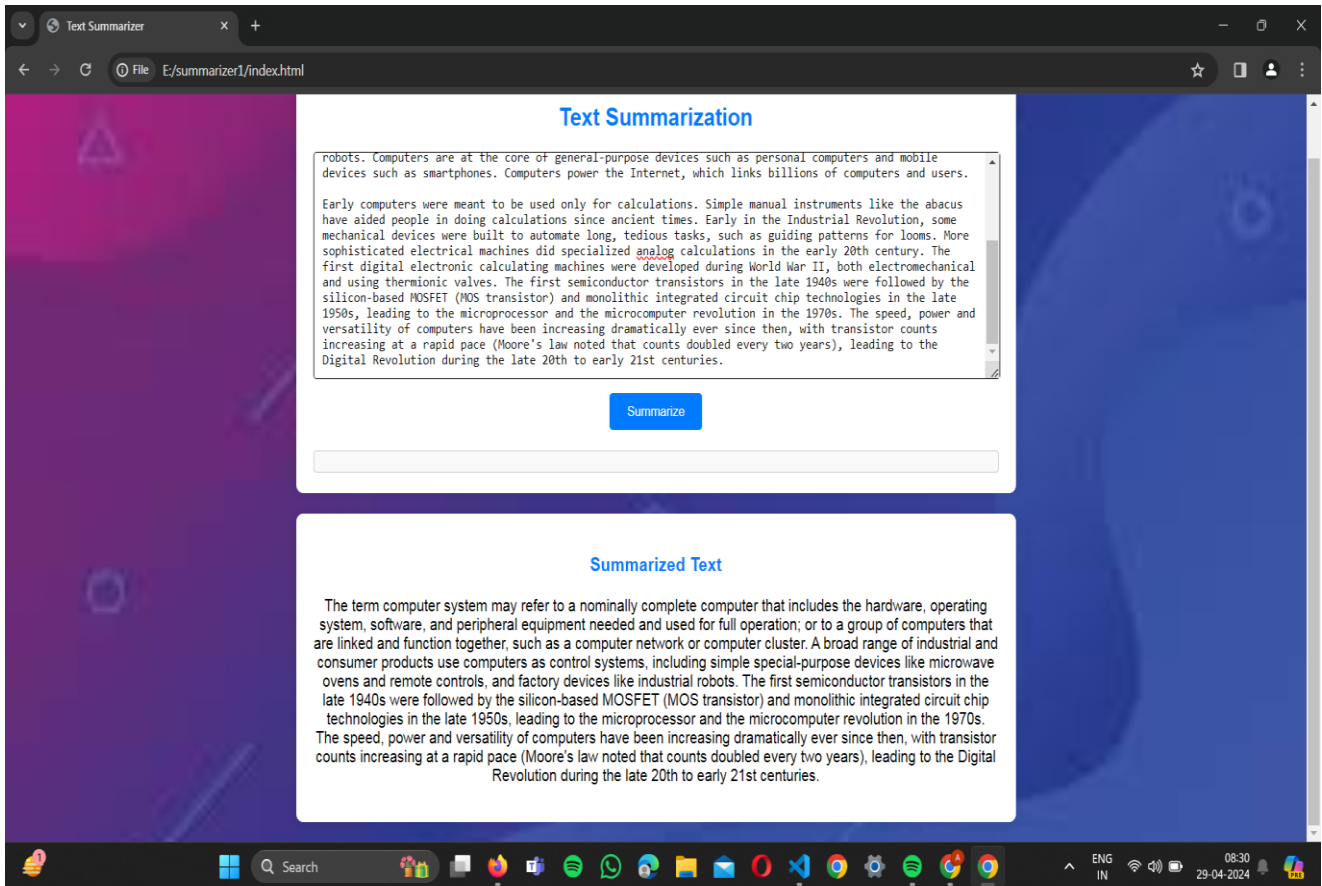 Text Summarizer
File E:/summarizer1/index.html
Text Summarization
robots. Computers are at the core of general-purpose devices such as personal computers and mobile
devices such as smartphones. Computers power the Internet, which links billions of computers and users.
Early computers were meant to be used only for calculations. Simple manual instruments like the abacus
have aided people in doing calculations since ancient times. Early in the Industrial Revolution, some
mechanical devices were built to automate long, tedious tasks, such as guiding patterns for looms. More
sophisticated electrical machines did specialized analog calculations in the early 20th century. The
first digital electronic calculating machines were developed during World War II, both electromechanical
and using thermionic valves. The first semiconductor transistors in the late 1940s were followed by the
silicon-based MOSFET (MOS transistor) and monolithic integrated circuit chip technologies in the late
1950s, leading to the microprocessor and the microcomputer revolution in the 1970s. The speed, power and
versatility of computers have been increasing dramatically ever since then, with transistor counts
increasing at a rapid pace (Moore's law noted that counts doubled every two years), leading to the
Digital Revolution during the late 20th to early 21st centuries.
Summarize
Summarized Text
The term computer system may refer to a nominally complete computer that includes the hardware, operating
system, software, and peripheral equipment needed and used for full operation; or to a group of computers that
are linked and function together, such as a computer network or computer cluster. A broad range of industrial and
consumer products use computers as control systems, including simple special-purpose devices like microwave
ovens and remote controls, and factory devices like industrial robots. The first semiconductor transistors in the
late 1940s were followed by the silicon-based MOSFET (MOS transistor) and monolithic integrated circuit chip
technologies in the late 1950s, leading to the microprocessor and the microcomputer revolution in the 1970s.
The speed, power and versatility of computers have been increasing dramatically ever since then, with transistor
counts increasing at a rapid pace (Moore's law noted that counts doubled every two years), leading to the Digital
Revolution during the late 20th to early 21st centuries.
1
Search
ENG
IN
08:30
29-04-2024
PRE